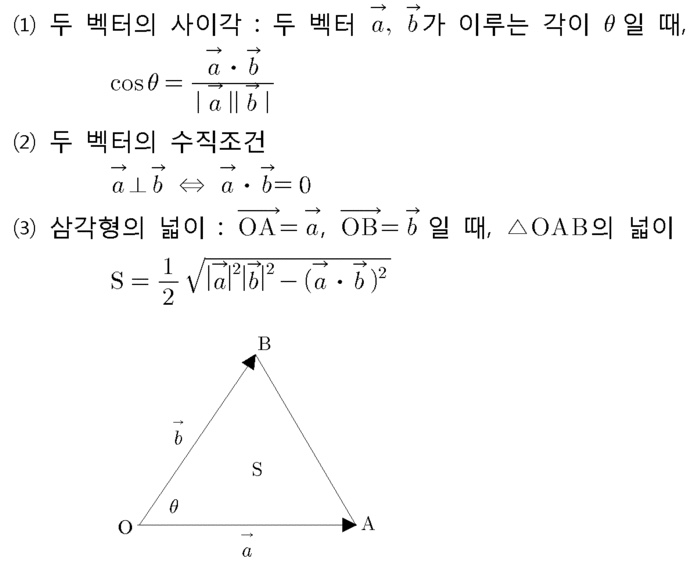 (1) 두 벡터의 사이각 : 두 벡터 $\vec{a}$, $\vec{b}$가 이루는 각이 θ일 때,
$\cos\theta = \frac{\vec{a} \cdot \vec{b}}{|\vec{a}||\vec{b}|}$
(2) 두 벡터의 수직조건
$\vec{a} \perp \vec{b} \Leftrightarrow \vec{a} \cdot \vec{b} = 0$
(3) 삼각형의 넓이 : $\overrightarrow{OA} = \vec{a}$, $\overrightarrow{OB} = \vec{b}$일 때, △OAB의 넓이
$S = \frac{1}{2}\sqrt{|\vec{a}|^2|\vec{b}|^2 - (\vec{a} \cdot \vec{b})^2}$
B
$\vec{b}$
S
θ
O
A
$\vec{a}$